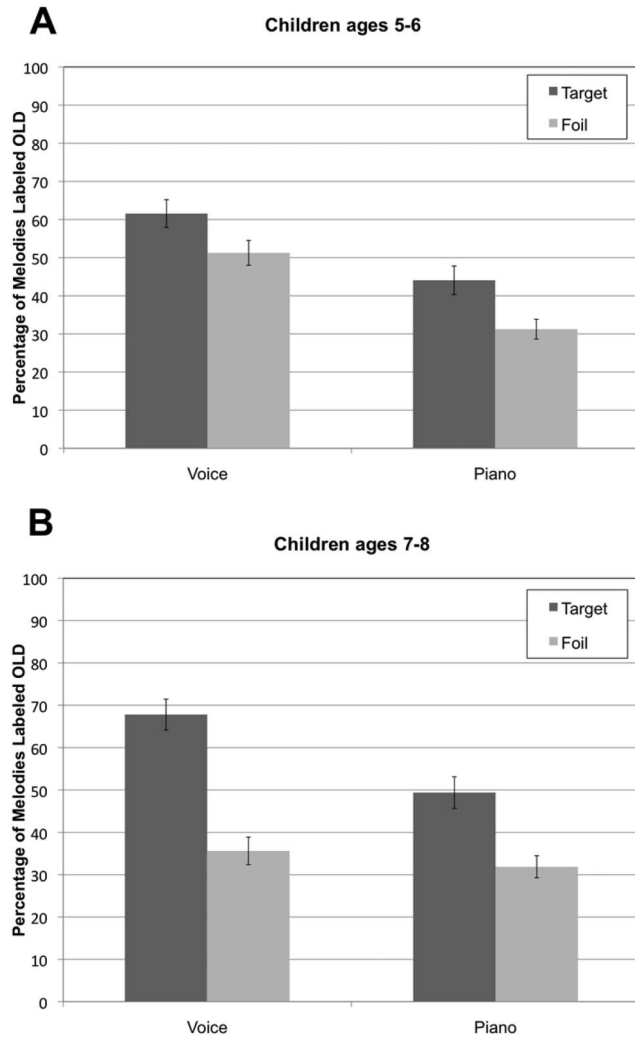 A
Children ages 5-6
Percentage of Melodies Labeled OLD
100
90
80
70
60
50
40
30
20
10
0
Target
Foil
Voice
Piano
B
Children ages 7-8
Percentage of Melodies Labeled OLD
100
90
80
70
60
50
40
30
20
10
0
Target
Foil
Voice
Piano